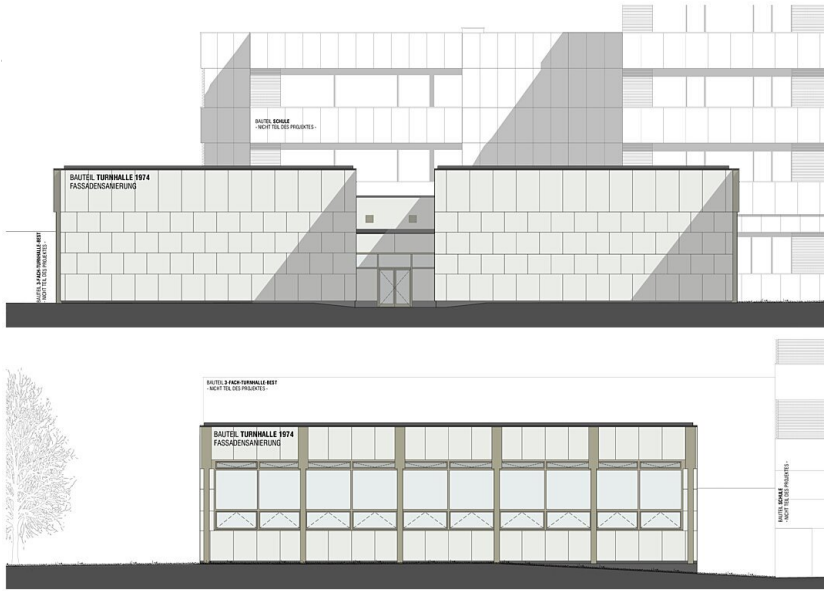 BAUTEIL SCHULE
- NICHT TEIL DES PROJEKTES -
BAUTEIL TURNHALLE 1974
FASSADENSANIERUNG
BAUTEIL 3-FACH-TURNHALLE-BEST
- NICHT TEIL DES PROJEKTES -
BAUTEIL 3-FACH-TURNHALLE-BEST
- NICHT TEIL DES PROJEKTES -
BAUTEIL TURNHALLE 1974
FASSADENSANIERUNG
BAUTEIL SCHULE
- NICHT TEIL DES PROJEKTES -